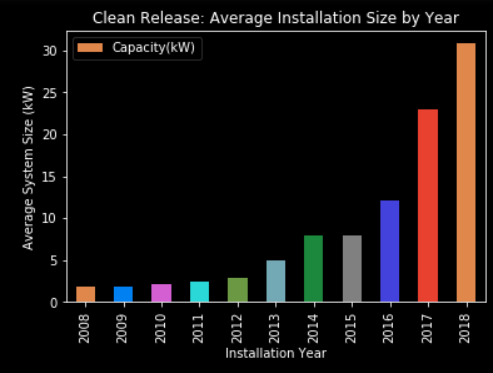 Clean Release: Average Installation Size by Year
Capacity(kW)
Average System Size (kW)
30
25
20
15
10
5
0
2008 2009 2010 2011 2012 2013 2014 2015 2016 2017 2018
Installation Year